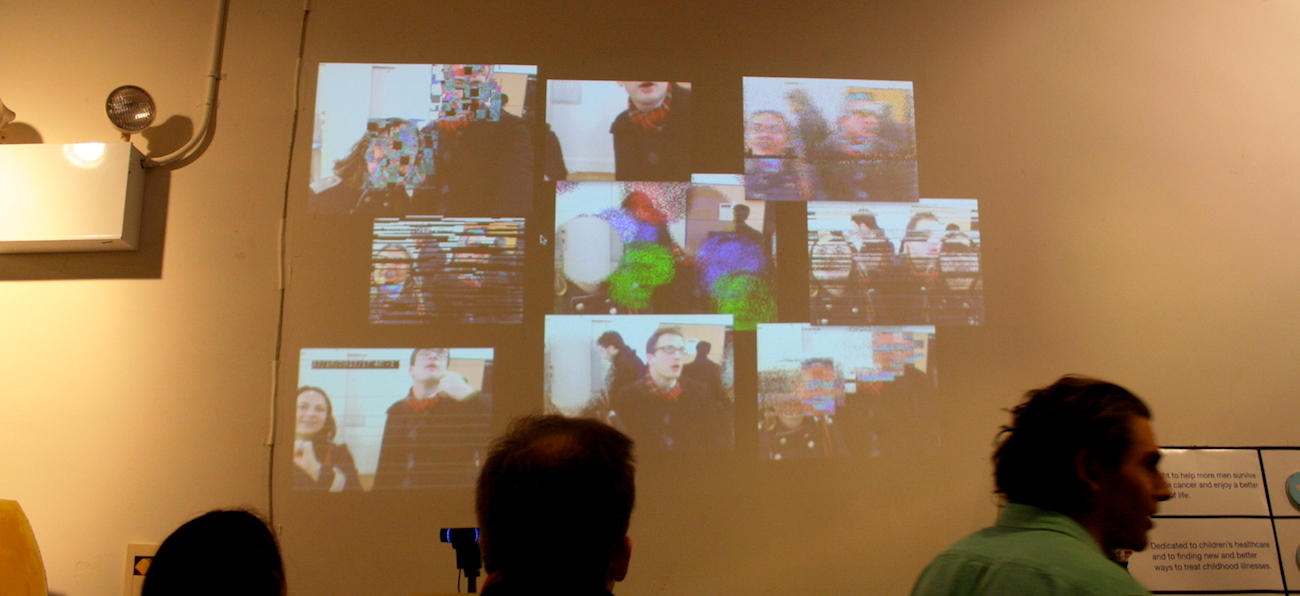 to help more men survive
cancer and enjoy a better
life.
Dedicated to children's healthcare
and to finding new and better
ways to treat childhood illnesses.